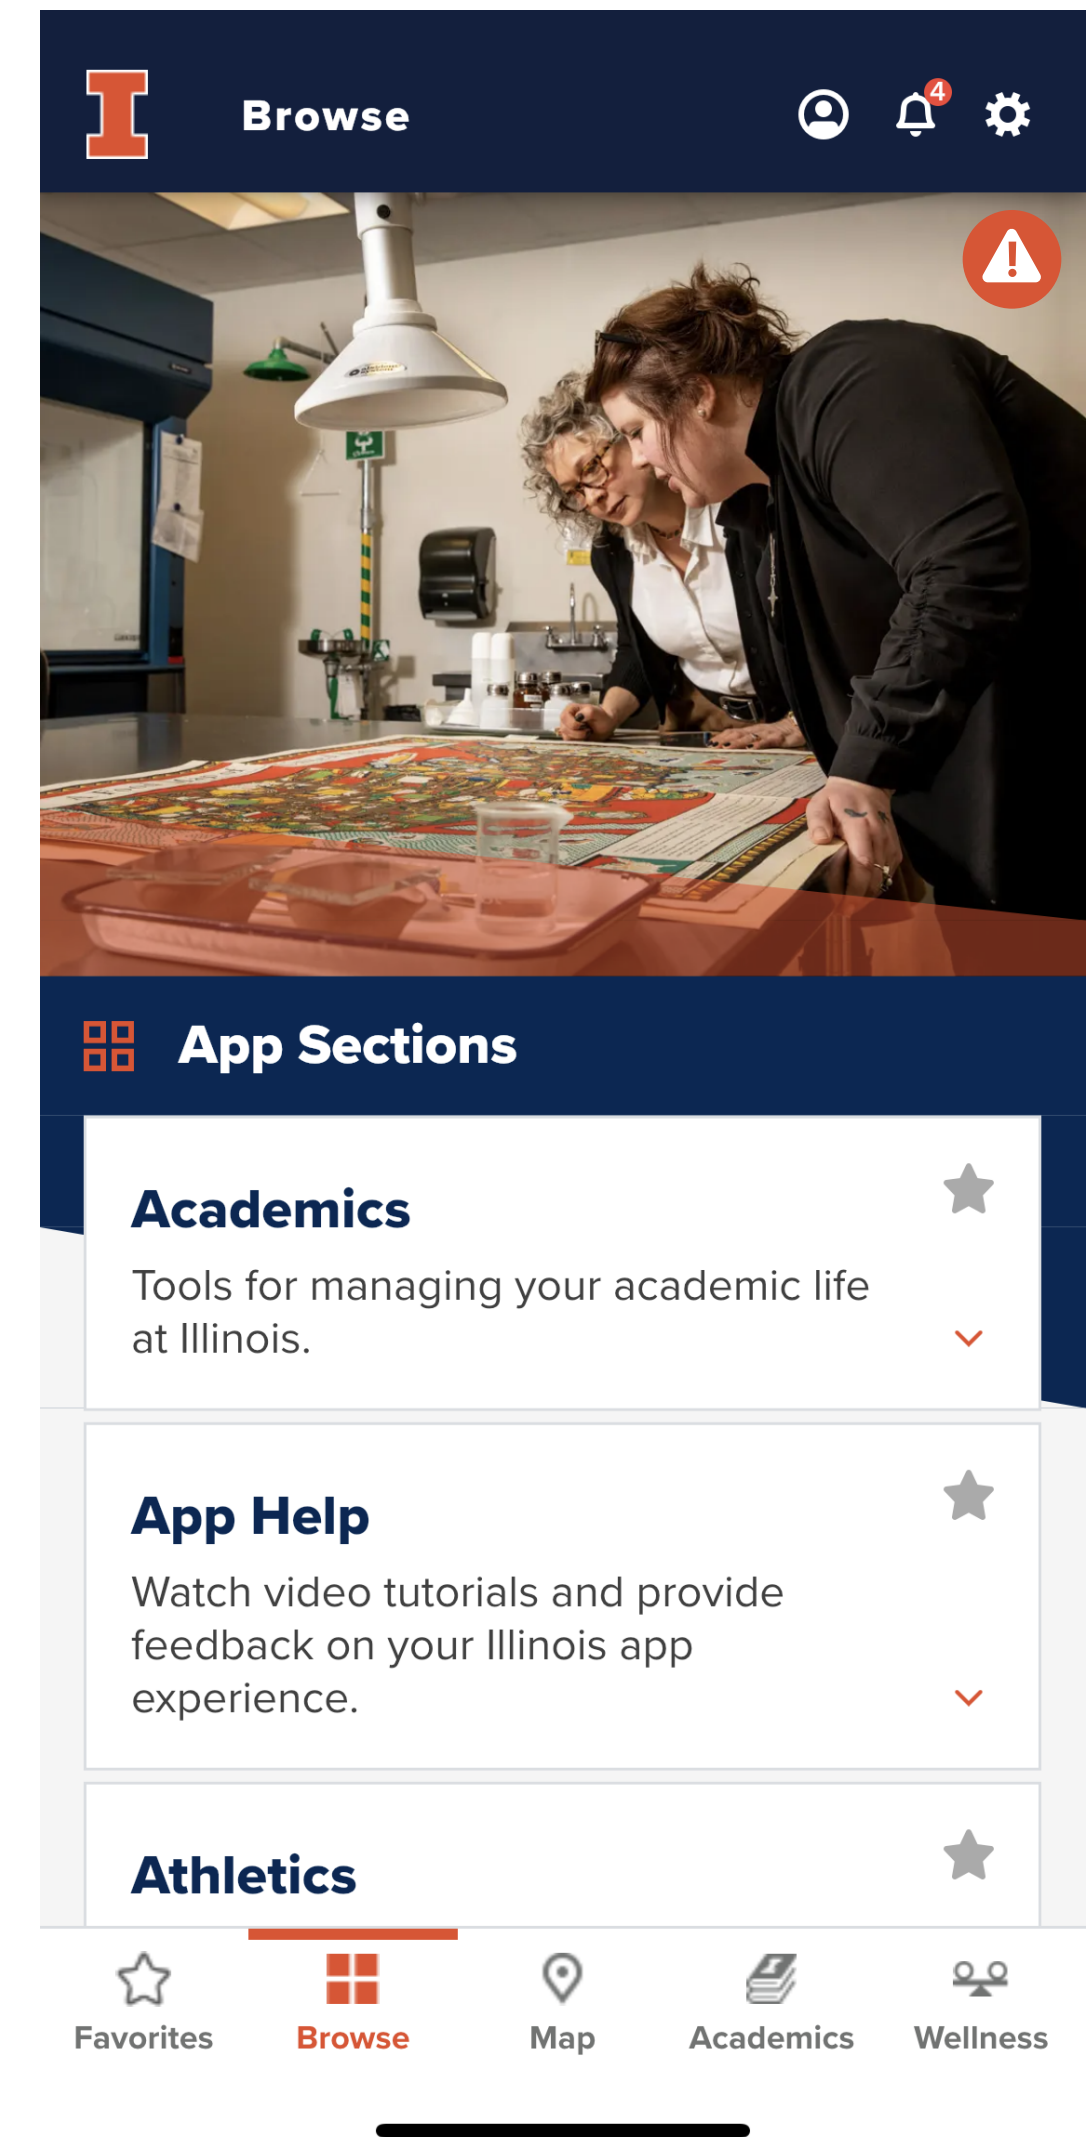 Browse
4
App Sections
Academics
Tools for managing your academic life
at Illinois.
App Help
Watch video tutorials and provide
feedback on your Illinois app
experience.
Athletics
Favorites
Browse
Map
Academics
Wellness